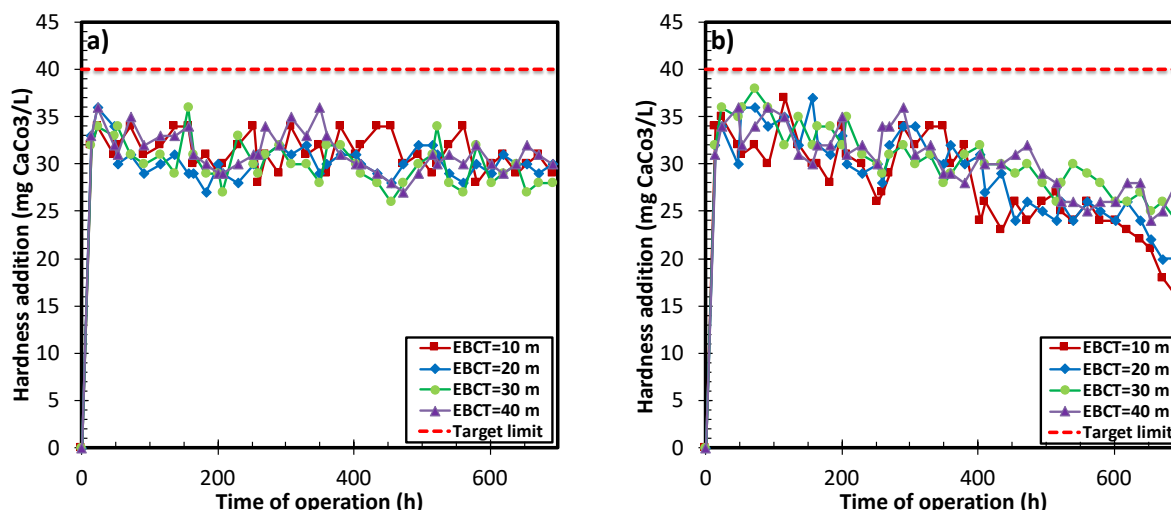 a)
Hardness addition (mg CaCo3/L)
45
40
35
30
25
20
15
10
5
0
0 200 400 600
Time of operation (h)
EBCT=10 m
EBCT=20 m
EBCT=30 m
EBCT=40 m
Target limit
b)
Hardness addition (mg CaCo3/L)
45
40
35
30
25
20
15
10
5
0
0 200 400 600
Time of operation (h)
EBCT=10 m
EBCT=20 m
EBCT=30 m
EBCT=40 m
Target limit